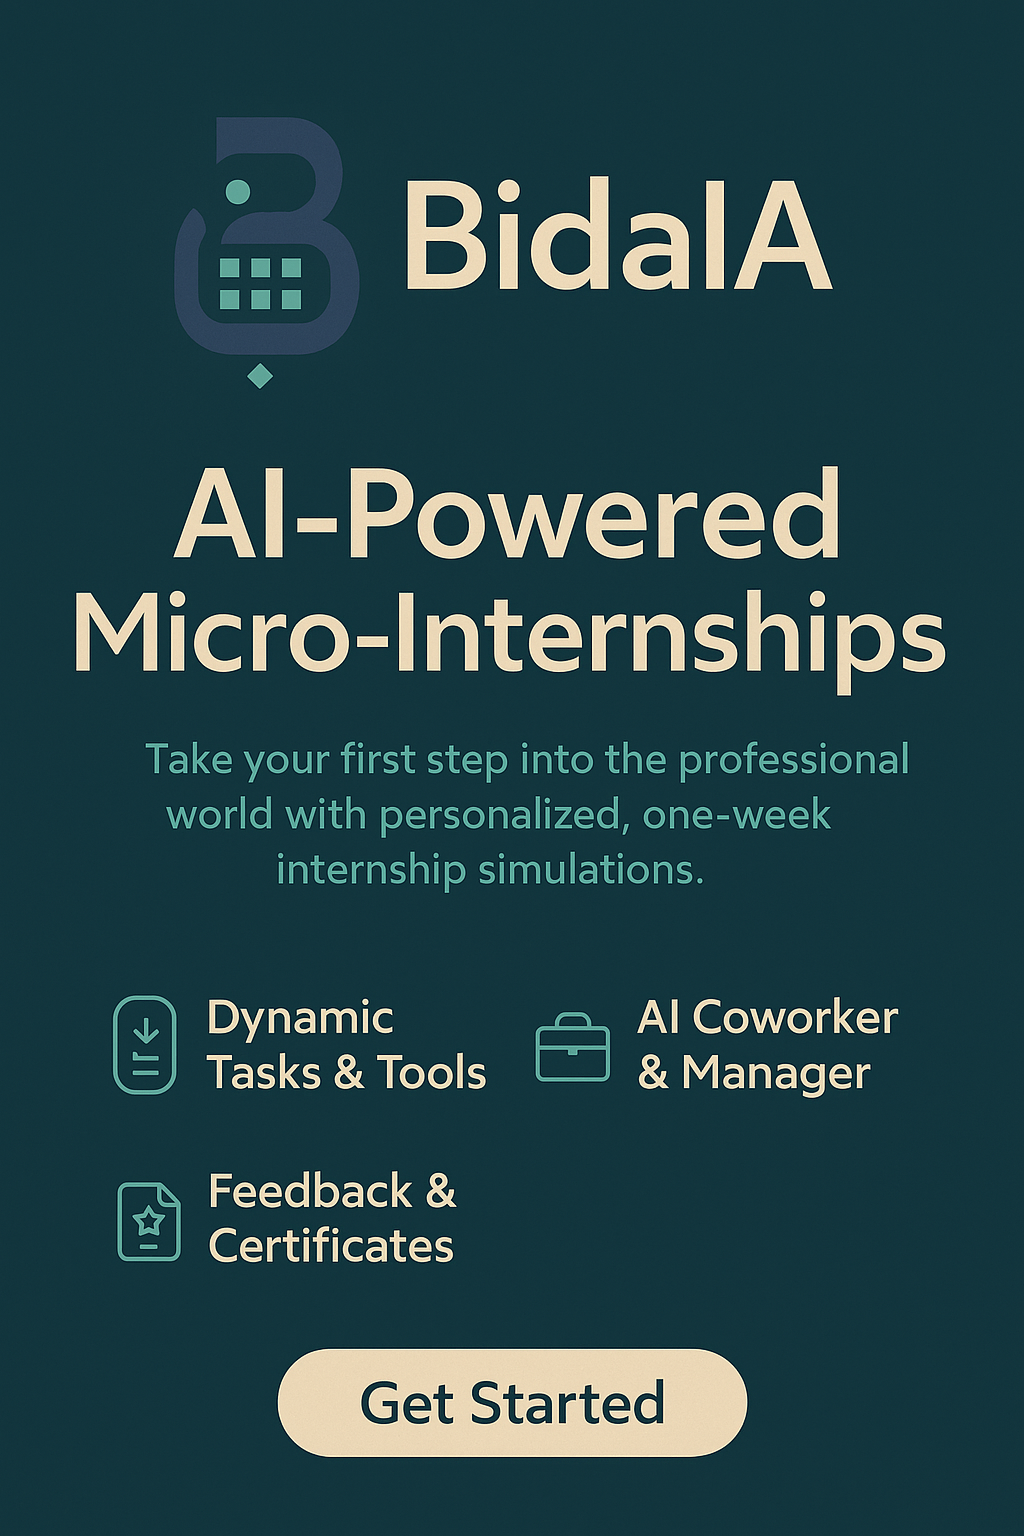 BidaIA
AI-Powered
Micro-Internships
Take your first step into the professional
world with personalized, one-week
internship simulations.
Dynamic
Tasks & Tools
AI Coworker
& Manager
Feedback &
Certificates
Get Started